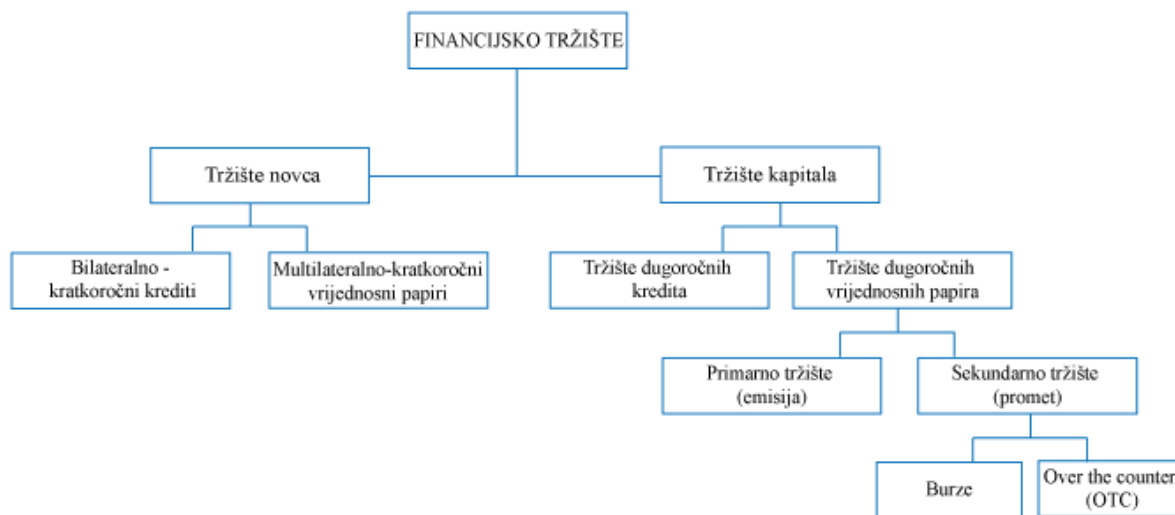 FINANCIJSKO TRŽIŠTE
Tržište novca
Tržište kapitala
Bilateralno -
kratkoročni krediti
Multilateralno-kratkoročni
vrijednosni papiri
Tržište dugoročnih
kredita
Tržište dugoročnih
vrijednosnih papira
Primarno tržište
(emisija)
Sekundarno tržište
(promet)
Burze
Over the counter
(OTC)